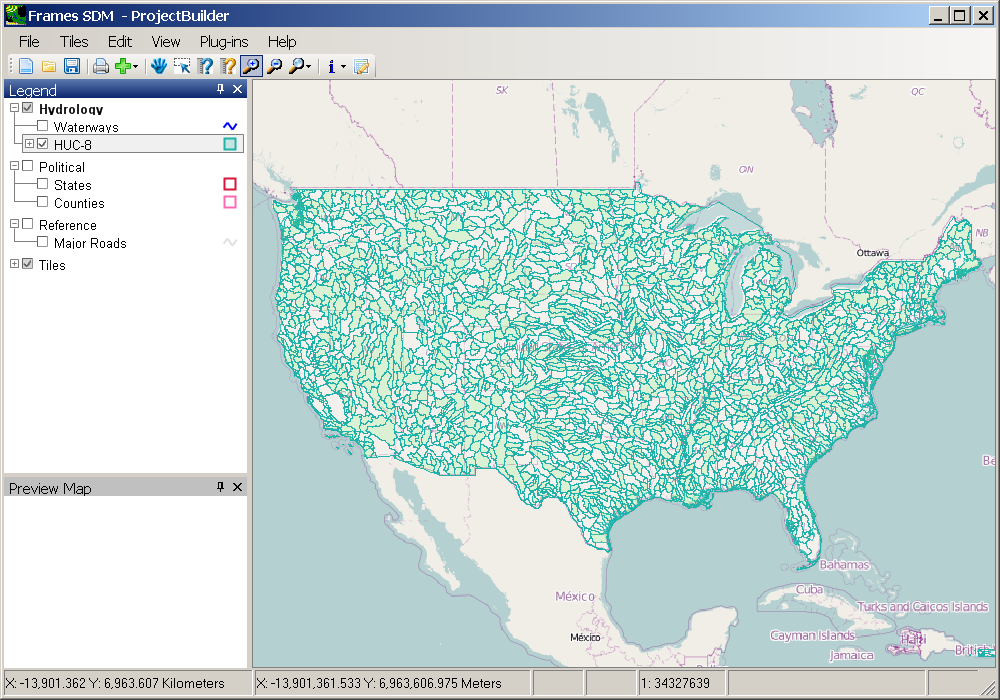 Frames SDM - ProjectBuilder
File Tiles Edit View Plug-ins Help
Legend
Hydrology
Waterways
HUC-8
Political
States
Counties
Reference
Major Roads
Tiles
Preview Map
SK
QC
ON
NB
Ottawa
Bahamas
Cuba
Turks and Caicos Islands
México
Cayman Islands
Haïti
México
Jamaica
British
Be
X: -13,901.362 Y: 6,963.607 Kilometers
X: -13,901,361.533 Y: 6,963,606.975 Meters
1: 34327639